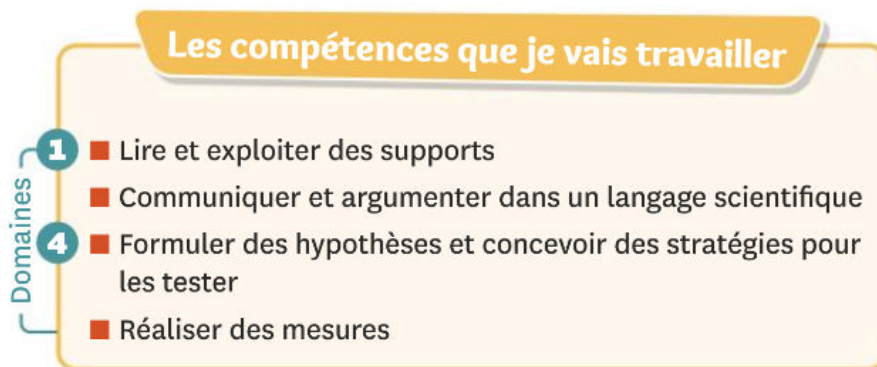 Les compétences que je vais travailler
Domaines
1 ■ Lire et exploiter des supports
■ Communiquer et argumenter dans un langage scientifique
4 ■ Formuler des hypothèses et concevoir des stratégies pour
les tester
■ Réaliser des mesures